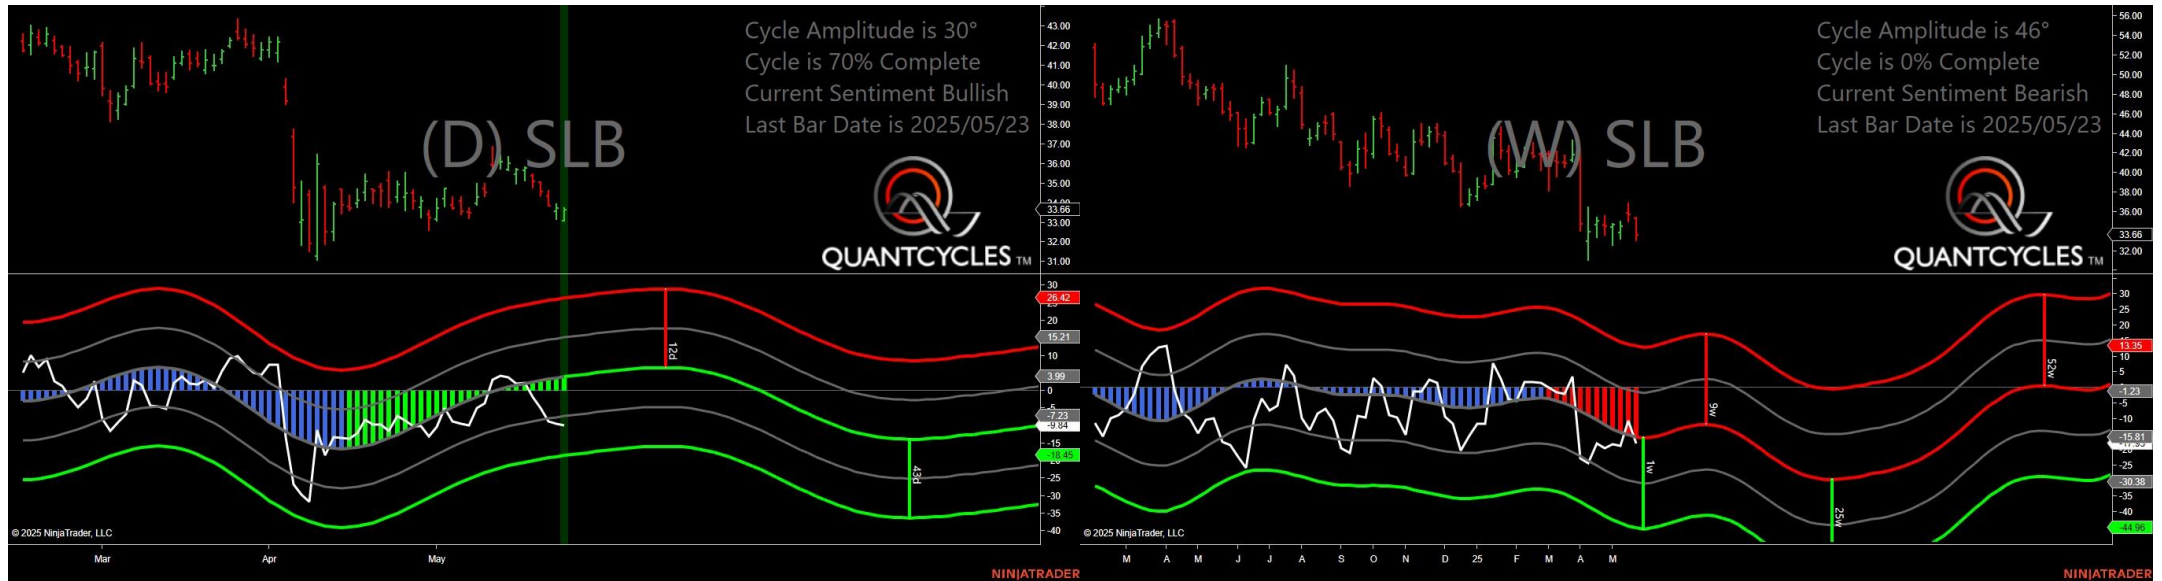 Cycle Amplitude is 30°
Cycle is 70% Complete
Current Sentiment Bullish
Last Bar Date is 2025/05/23
(D) SLB
QUANTCYCLES TM
43.00
42.00
41.00
40.00
39.00
38.00
37.00
36.00
35.00
33.66
33.00
32.00
31.00
30
26.42
20
15.21
10
3.99
0
-5
-7.23
-9.84
-15
-18.45
-25
-30
-35
-40
12d
43d
© 2025 NinjaTrader, LLC
Mar
Apr
May
NINJATRADER
Cycle Amplitude is 46°
Cycle is 0% Complete
Current Sentiment Bearish
Last Bar Date is 2025/05/23
(W) SLB
QUANTCYCLES TM
56.00
54.00
52.00
50.00
48.00
46.00
44.00
42.00
40.00
38.00
36.00
33.66
32.00
30
25
20
13.35
10
5
-1.23
-5
-10
-15.81
-25
-30.38
-35
-40
-44.96
1w
9w
25w
52w
© 2025 NinjaTrader, LLC
M A M J J A S O N D 25 F M A M
NINJATRADER